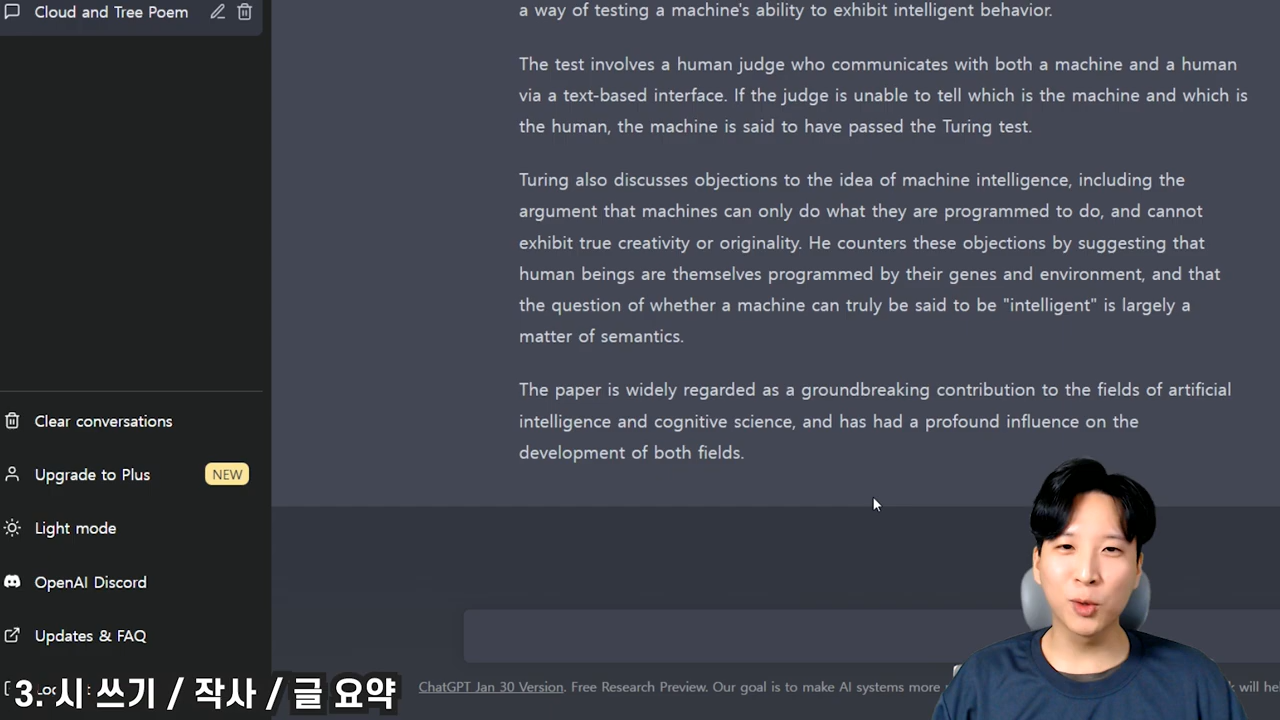 Cloud and Tree Poem
a way of testing a machine's ability to exhibit intelligent behavior.
The test involves a human judge who communicates with both a machine and a human
via a text-based interface. If the judge is unable to tell which is the machine and which is
the human, the machine is said to have passed the Turing test.
Turing also discusses objections to the idea of machine intelligence, including the
argument that machines can only do what they are programmed to do, and cannot
exhibit true creativity or originality. He counters these objections by suggesting that
human beings are themselves programmed by their genes and environment, and that
the question of whether a machine can truly be said to be "intelligent" is largely a
matter of semantics.
The paper is widely regarded as a groundbreaking contribution to the fields of artificial
intelligence and cognitive science, and has had a profound influence on the
development of both fields.
Clear conversations
Upgrade to Plus NEW
Light mode
OpenAI Discord
Updates & FAQ
3. 시 쓰기 / 작사 / 글 요약
ChatGPT Jan 30 Version. Free Research Preview. Our goal is to make AI systems more
will